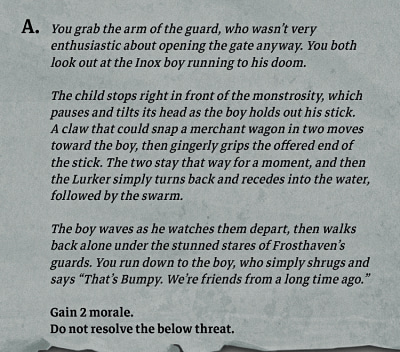 A. You grab the arm of the guard, who wasn't very
enthusiastic about opening the gate anyway. You both
look out at the Inox boy running to his doom.
The child stops right in front of the monstrosity, which
pauses and tilts its head as the boy holds out his stick.
A claw that could snap a merchant wagon in two moves
toward the boy, then gingerly grips the offered end of
the stick. The two stay that way for a moment, and then
the Lurker simply turns back and recedes into the water,
followed by the swarm.
The boy waves as he watches them depart, then walks
back alone under the stunned stares of Frosthaven's
guards. You run down to the boy, who simply shrugs and
says “That's Bumpy. We're friends from a long time ago.”
Gain 2 morale.
Do not resolve the below threat.